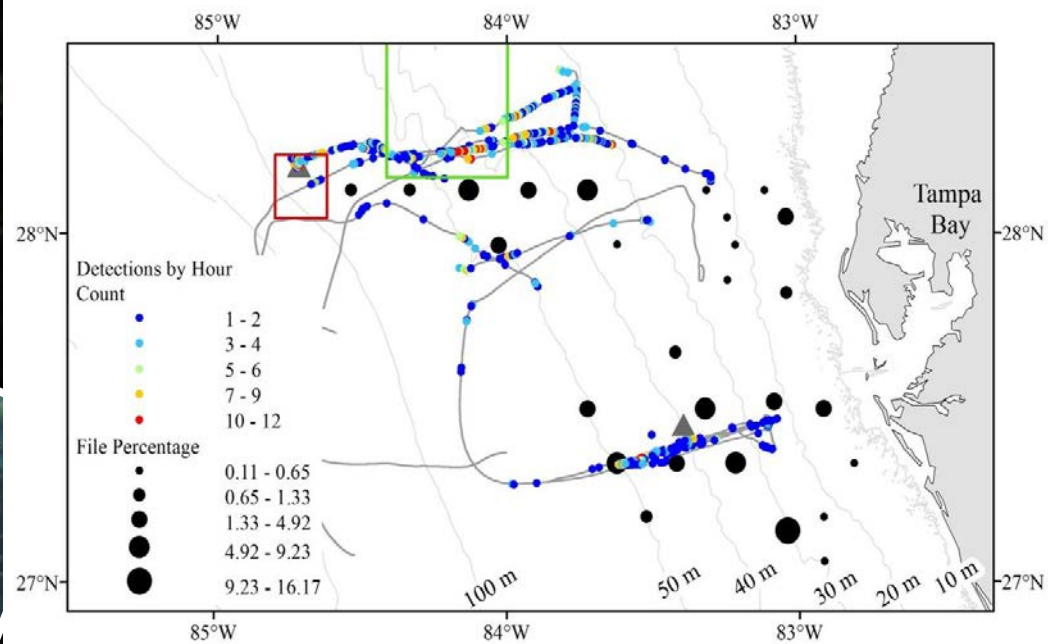 85°W 84°W 83°W
Tampa
Bay
28°N 28°N
Detections by Hour
Count
1 - 2
3 - 4
5 - 6
7 - 9
10 - 12
File Percentage
0.11 - 0.65
0.65 - 1.33
1.33 - 4.92
4.92 - 9.23
9.23 - 16.17
100 m 50 m 40 m 30 m 20 m 10 m
27°N 27°N
85°W 84°W 83°W